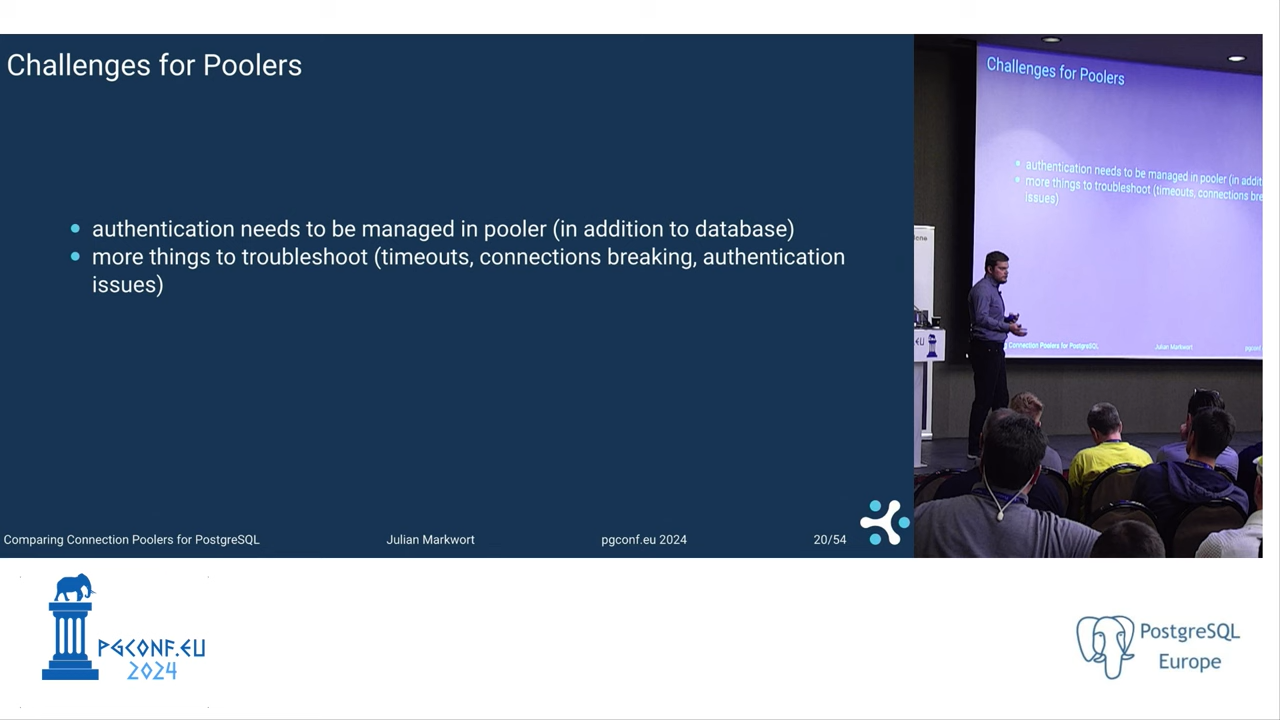 Challenges for Poolers
authentication needs to be managed in pooler (in addition to database)
more things to troubleshoot (timeouts, connections breaking, authentication
issues)
Comparing Connection Poolers for PostgreSQL
Julian Markwort
pgconf.eu 2024
20/54
Challenges for Poolers
authentication needs to be managed in pooler (in addit
more things to troubleshoot (timeouts, connections bre
issues)
Connection Poolers for PostgreSQL
Julian Markwort
pgconf
EU
PGCONF.EU
2024
PostgreSQL
Europe